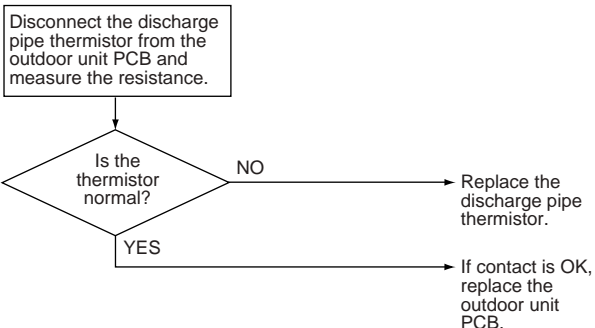 Disconnect the discharge
pipe thermistor from the
outdoor unit PCB and
measure the resistance.
Is the
thermistor
normal?
NO
Replace the
discharge pipe
thermistor.
YES
If contact is OK,
replace the
outdoor unit
PCB.